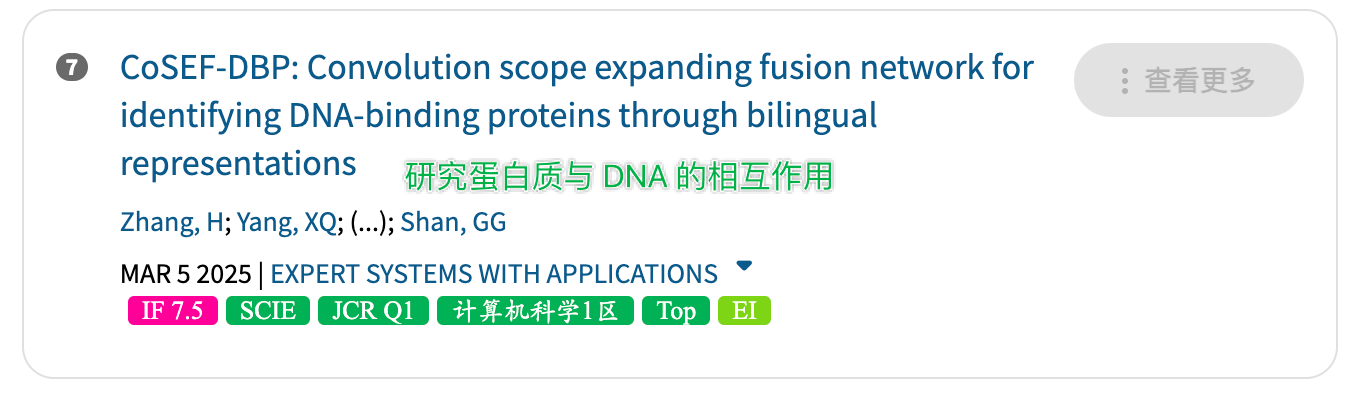 7
CoSEF-DBP: Convolution scope expanding fusion network for
identifying DNA-binding proteins through bilingual
representations
研究蛋白质与 DNA 的相互作用
Zhang, H; Yang, XQ; (...); Shan, GG
MAR 5 2025 | EXPERT SYSTEMS WITH APPLICATIONS
IF 7.5 SCIE JCR Q1 计算机科学1区 Top EI
查看更多